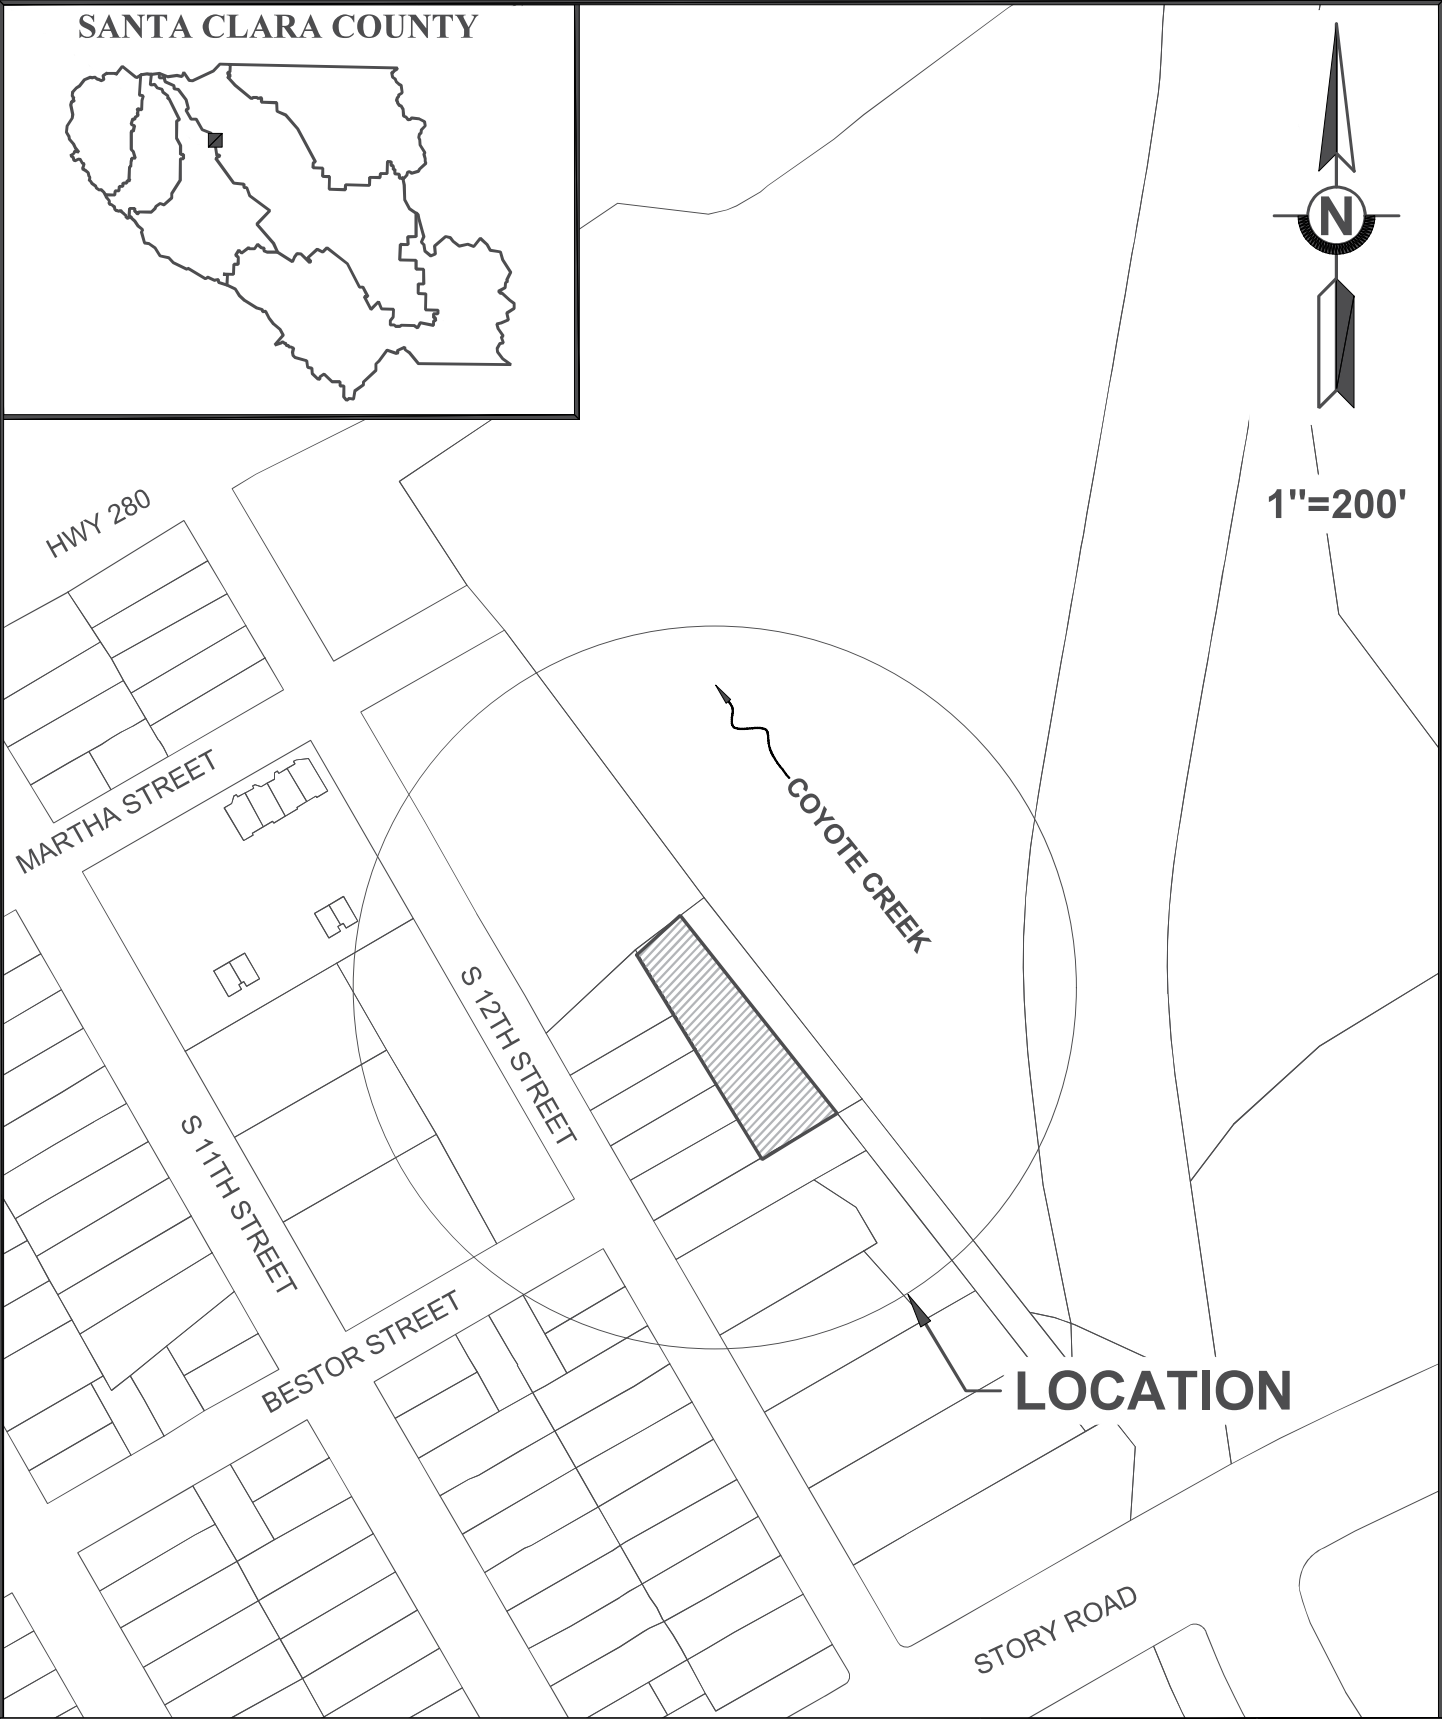 SANTA CLARA COUNTY
N
1"=200'
HWY 280
MARTHA STREET
COYOTE CREEK
S 12TH STREET
S 11TH STREET
BESTOR STREET
LOCATION
STORY ROAD